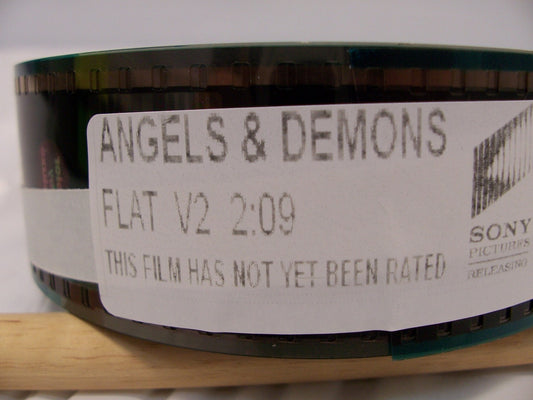 ANGELS & DEMONS
FLAT V2 2:09
THIS FILM HAS NOT YET BEEN RATED
SONY
PICTURES
RELEASING